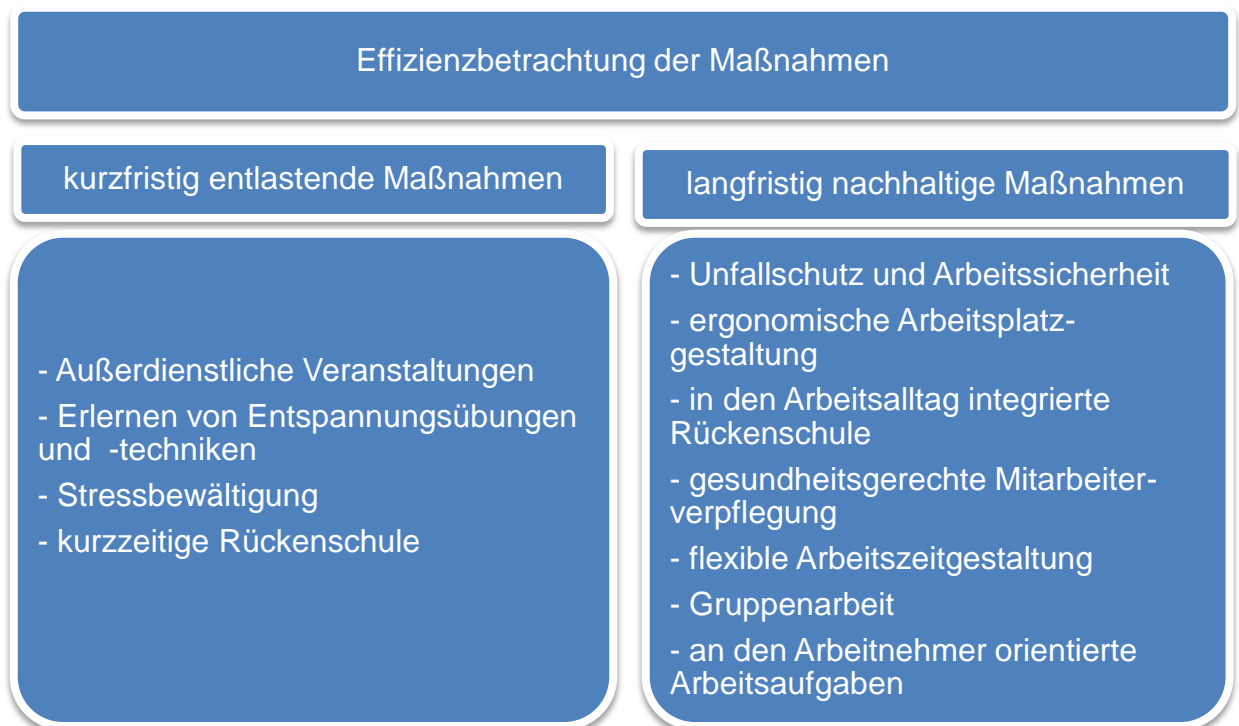 Effizienzbetrachtung der Maßnahmen
kurzfristig entlastende Maßnahmen
- Außerdienstliche Veranstaltungen
- Erlernen von Entspannungsübungen
und -techniken
- Stressbewältigung
- kurzzeitige Rückenschule
langfristig nachhaltige Maßnahmen
- Unfallschutz und Arbeitssicherheit
- ergonomische Arbeitsplatz-
gestaltung
- in den Arbeitsalltag integrierte
Rückenschule
- gesundheitsgerechte Mitarbeiter-
verpflegung
- flexible Arbeitszeitgestaltung
- Gruppenarbeit
- an den Arbeitnehmer orientierte
Arbeitsaufgaben